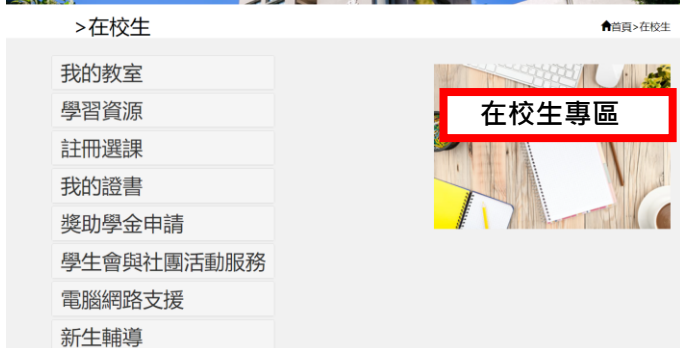 >在校生
首頁>在校生
我的教室
學習資源
註冊選課
我的證書
獎助學金申請
學生會與社團活動服務
電腦網路支援
新生輔導
在校生專區